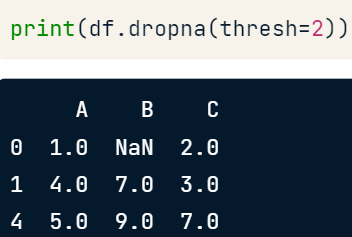 print(df.dropna(thresh=2))
A B C
0 1.0 NaN 2.0
1 4.0 7.0 3.0
4 5.0 9.0 7.0